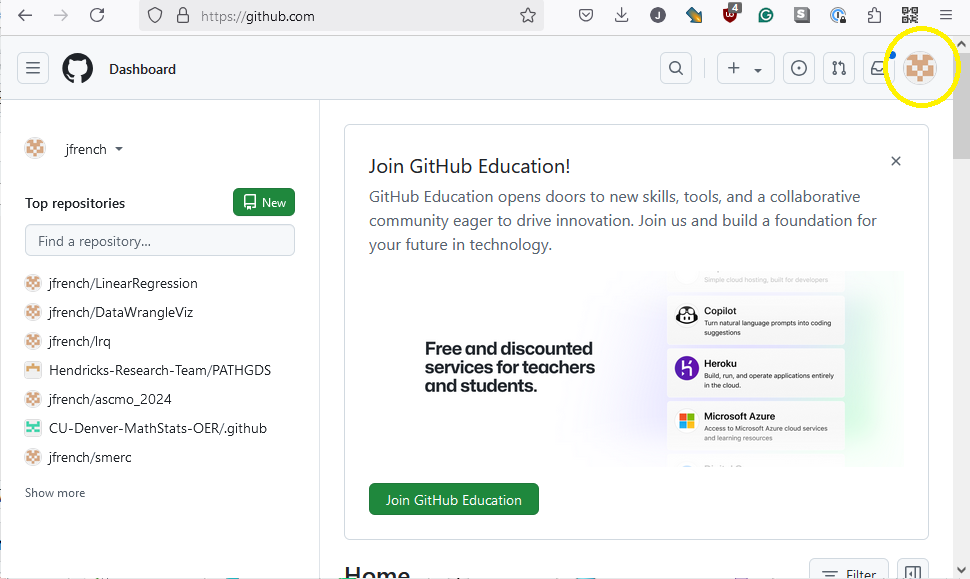 https://github.com
J
4
S
Dashboard
jfrench
Top repositories
New
Find a repository...
jfrench/LinearRegression
jfrench/DataWrangleViz
jfrench/lrq
Hendricks-Research-Team/PATHGDS
jfrench/ascmo_2024
CU-Denver-MathStats-OER/.github
jfrench/smerc
Show more
Join GitHub Education!
GitHub Education opens doors to new skills, tools, and a collaborative
community eager to drive innovation. Join us and build a foundation for
your future in technology.
Free and discounted
services for teachers
and students.
Simple cloud hosting, built for developers
Copilot
Turn natural language prompts into coding
suggestions
Heroku
Build, run, and operate applications entirely
in the cloud.
Microsoft Azure
Access to Microsoft Azure cloud services
and learning resources
Join GitHub Education
Home
Filter